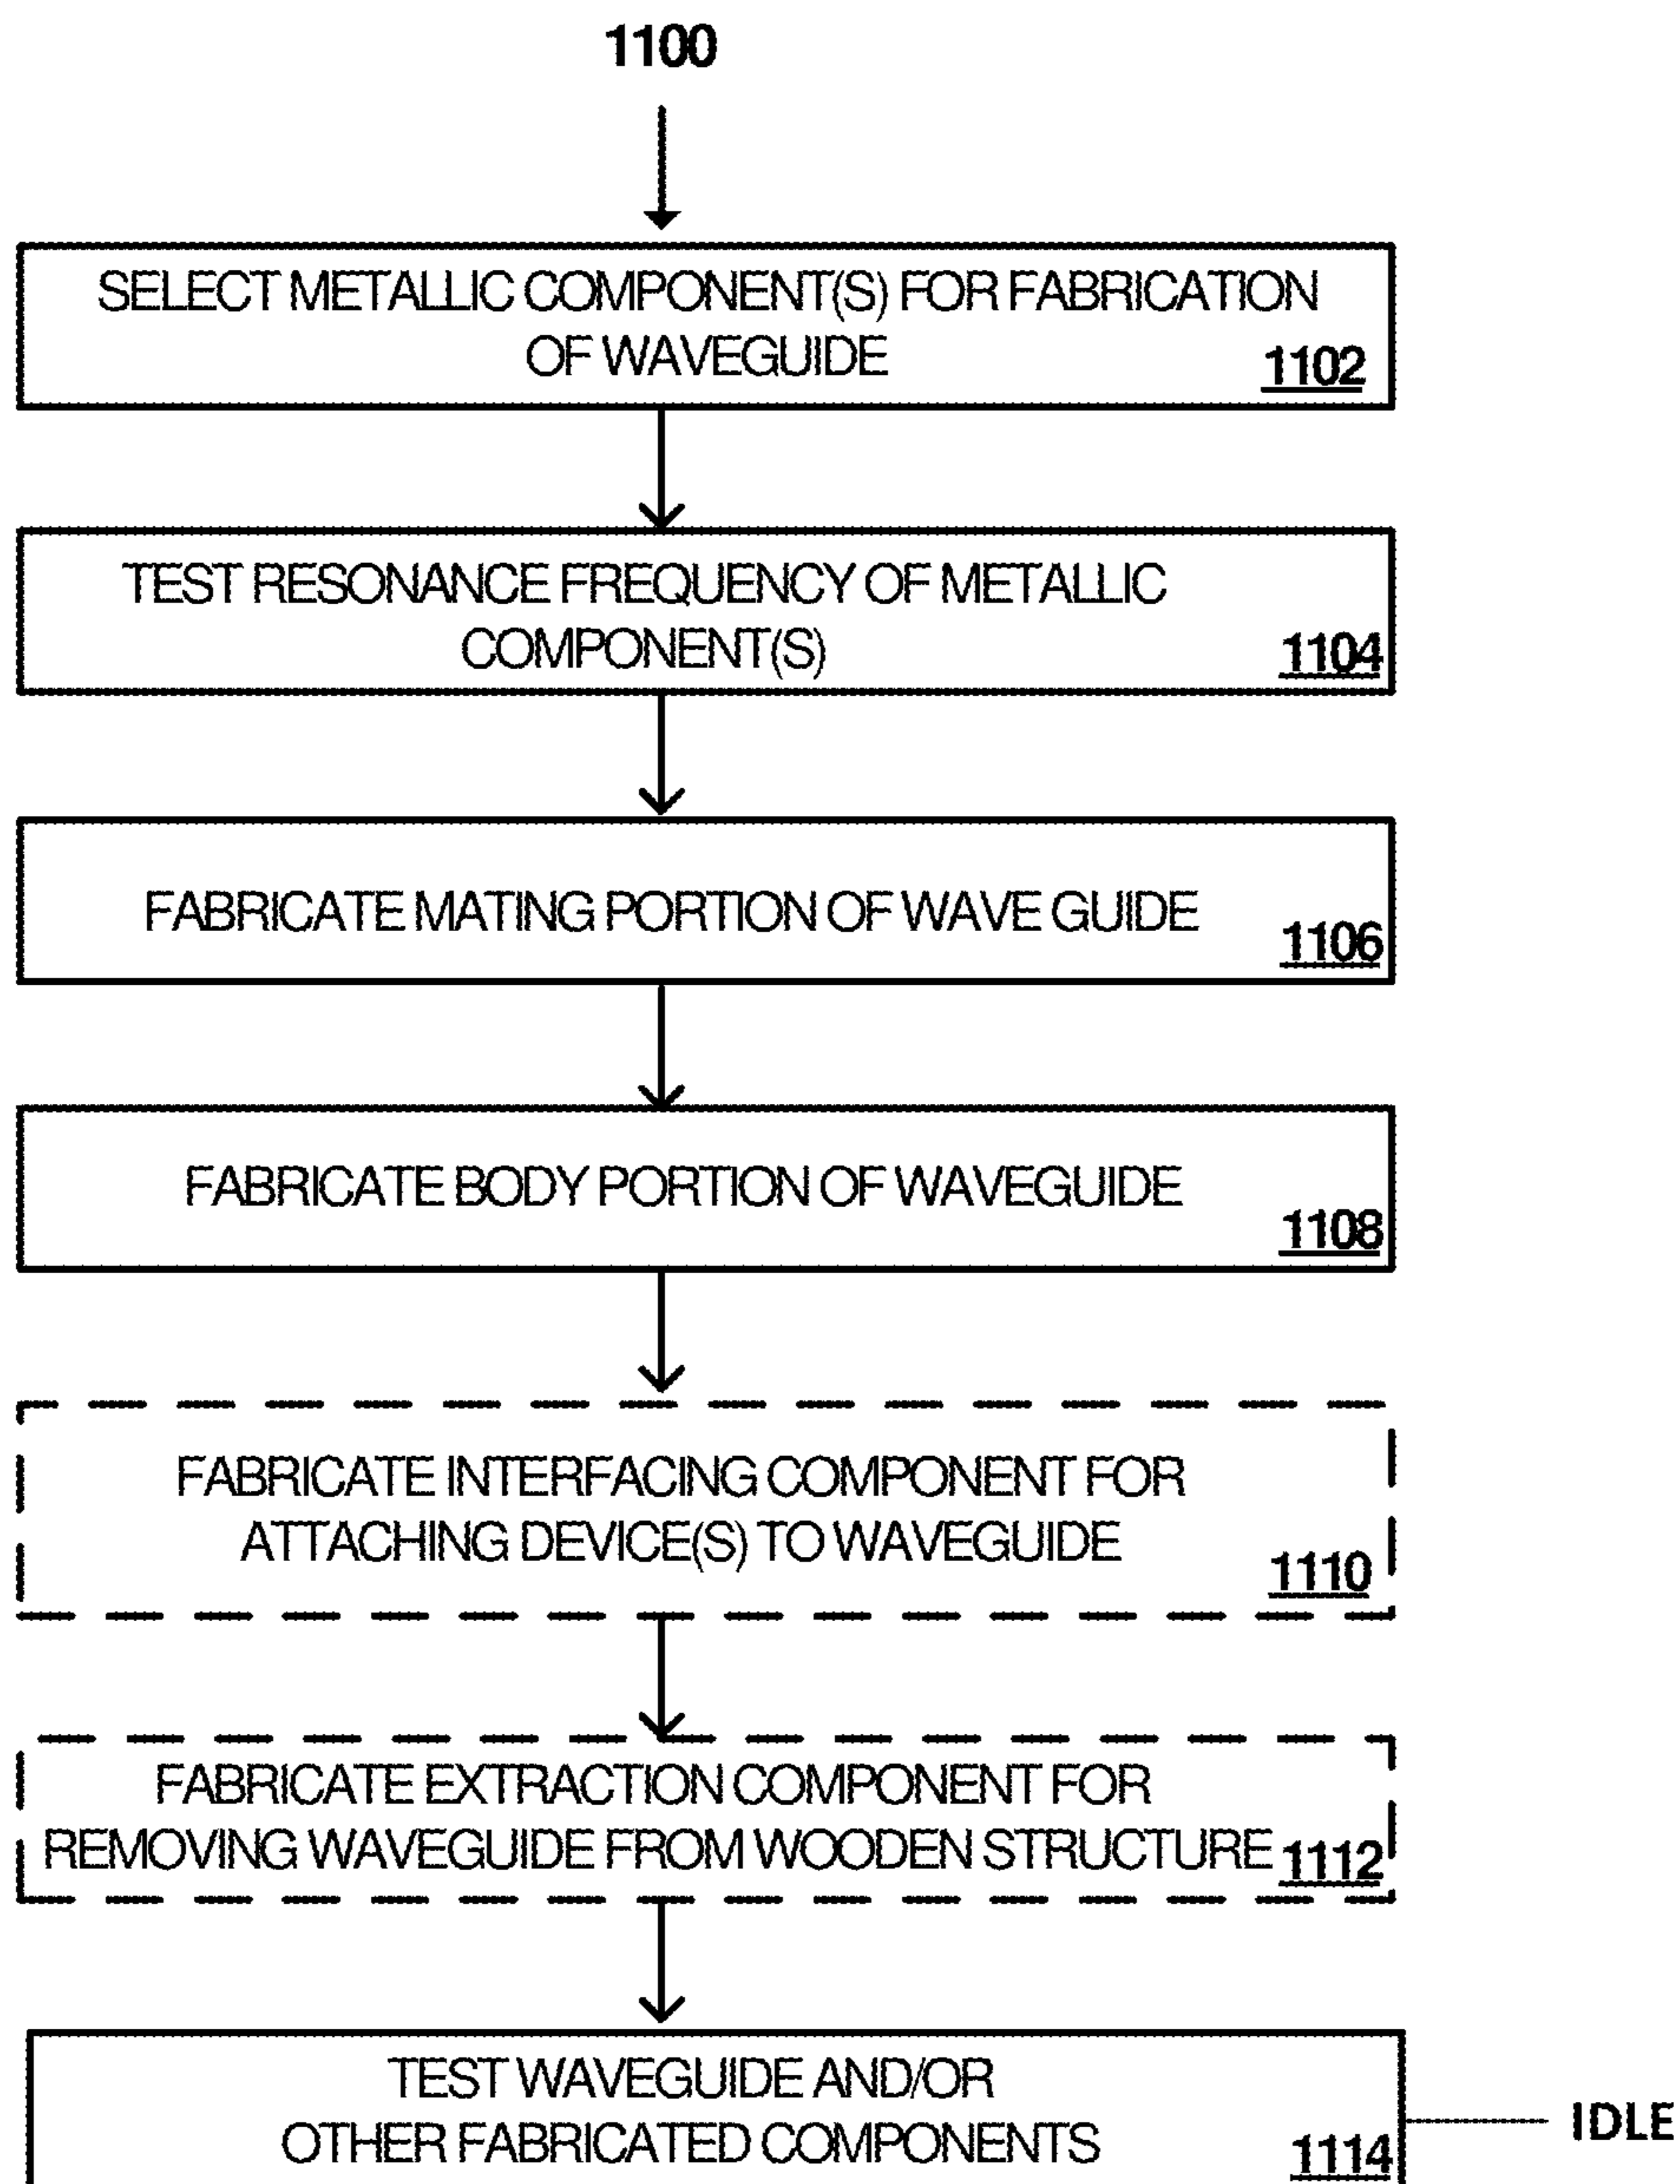 1100
SELECT METALLIC COMPONENT(S) FOR FABRICATION
OF WAVEGUIDE
1102
TEST RESONANCE FREQUENCY OF METALLIC
COMPONENT(S)
1104
FABRICATE MATING PORTION OF WAVE GUIDE
1106
FABRICATE BODY PORTION OF WAVEGUIDE
1108
FABRICATE INTERFACING COMPONENT FOR
ATTACHING DEVICE(S) TO WAVEGUIDE
1110
FABRICATE EXTRACTION COMPONENT FOR
REMOVING WAVEGUIDE FROM WOODEN STRUCTURE 1112
TEST WAVEGUIDE AND/OR
OTHER FABRICATED COMPONENTS
1114
IDLE